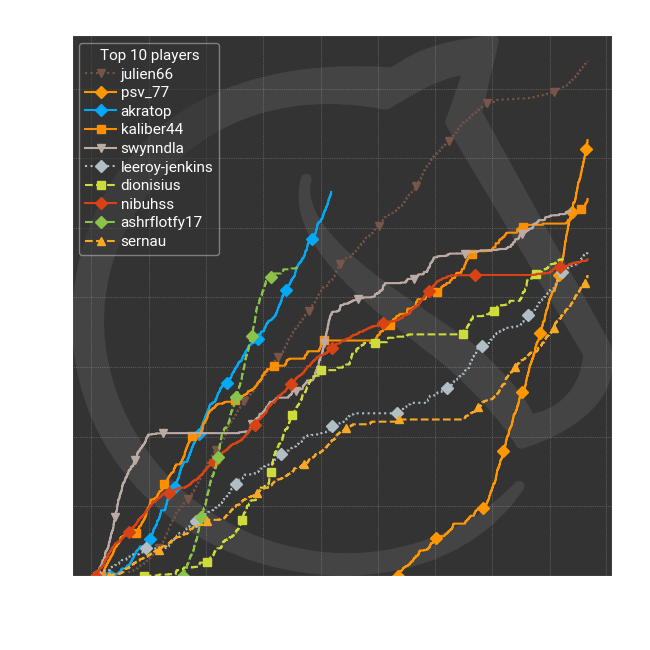 Top 10 players
julien66
psv_77
akratop
kaliber44
swynndla
leeroy-jenkins
dionisius
nibuhss
ashrflotfy17
sernau